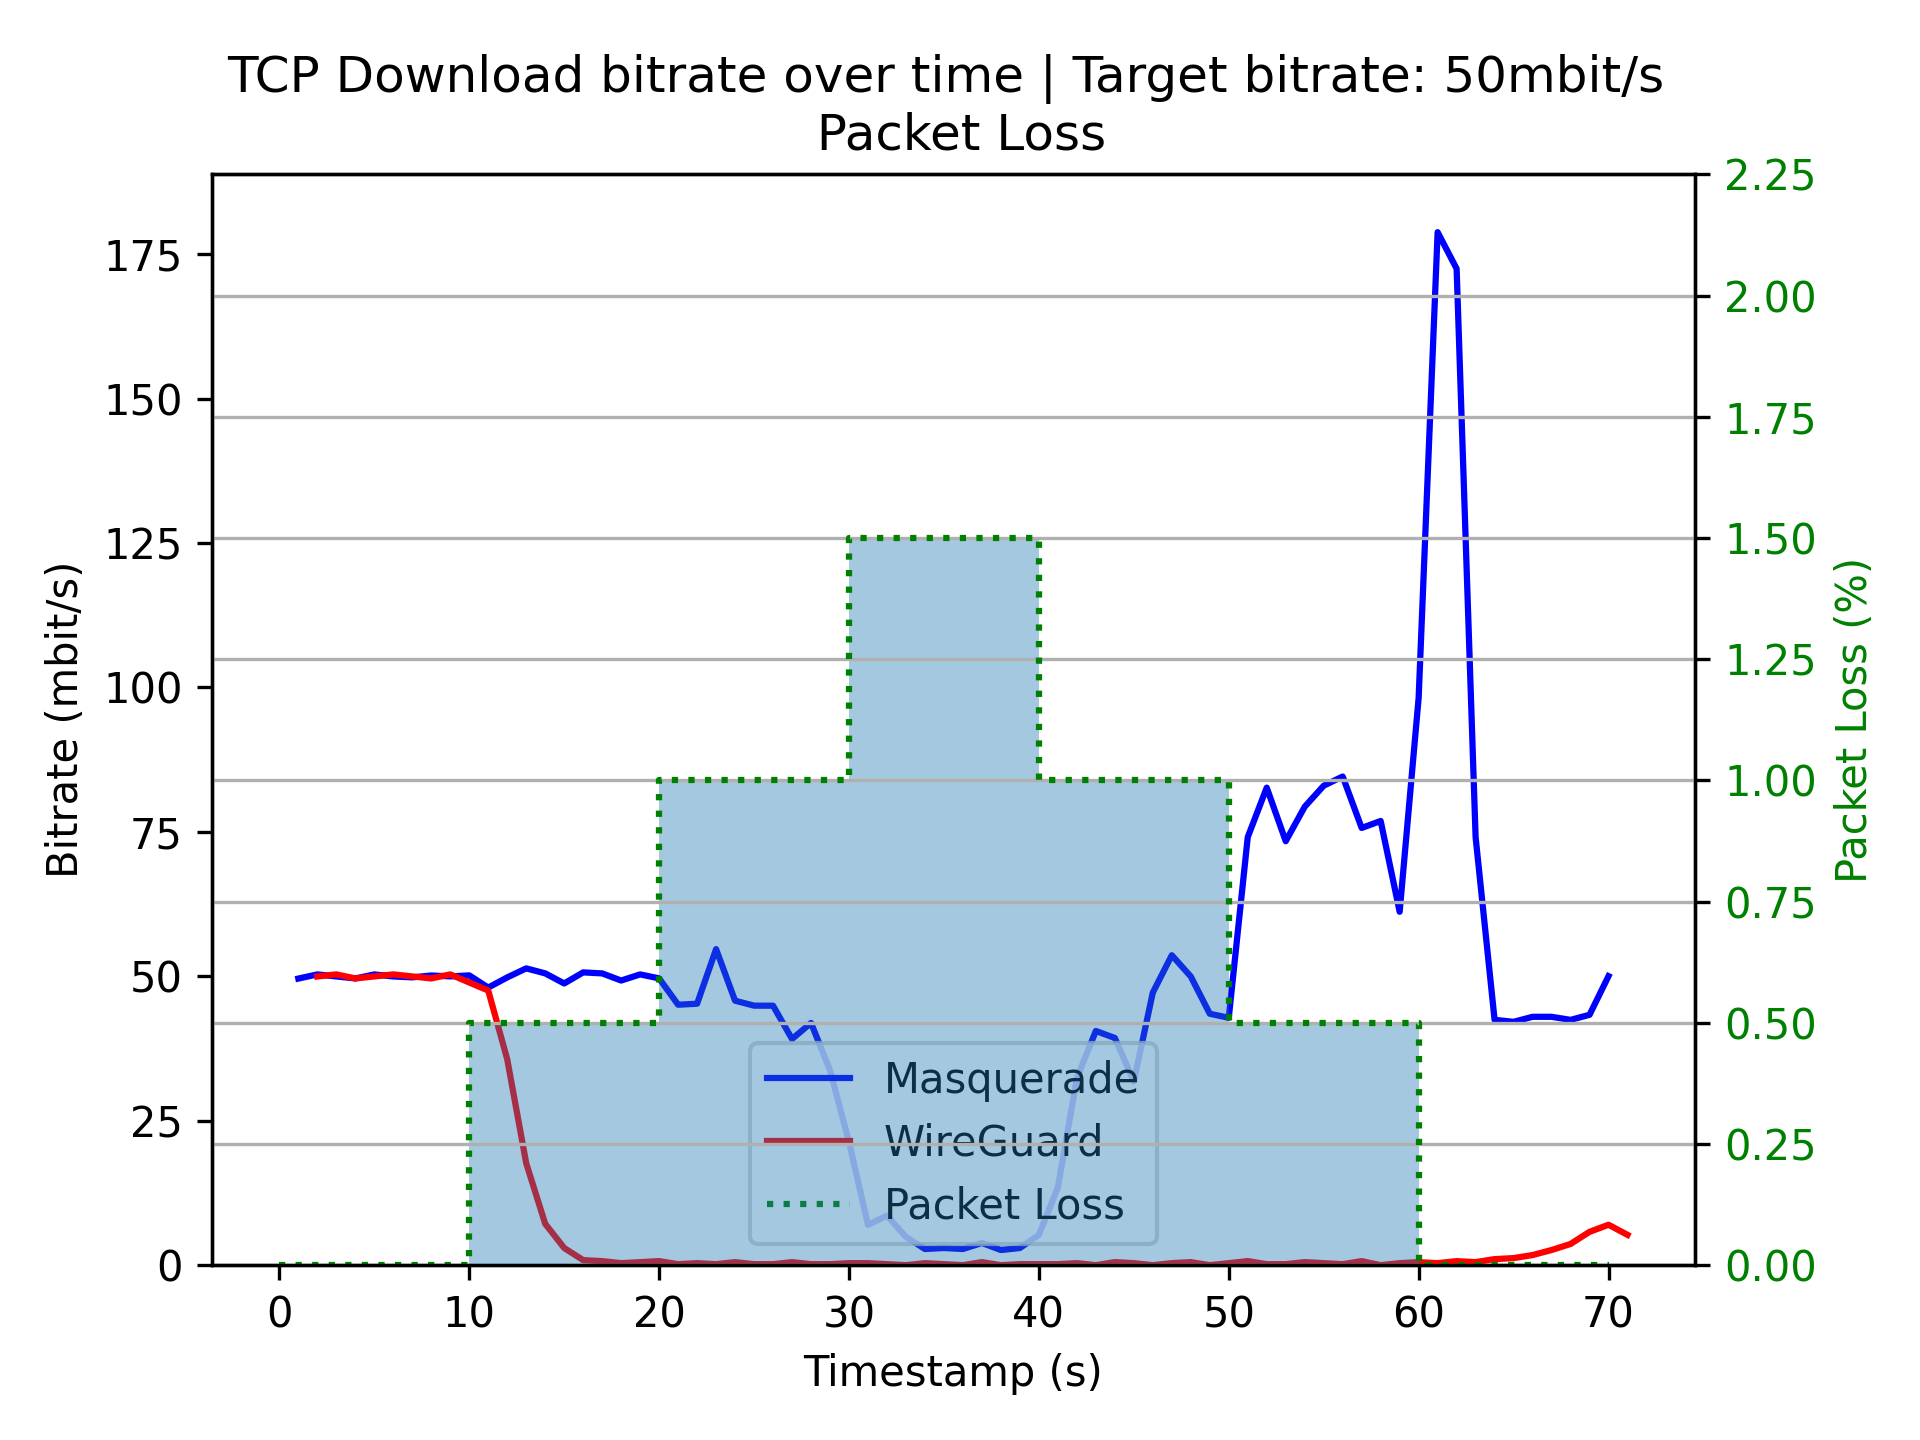 TCP Download bitrate over time | Target bitrate: 50mbit/s
Packet Loss
Bitrate (mbit/s)
175
150
125
100
75
50
25
0
2.25
2.00
1.75
1.50
1.25
1.00
0.75
0.50
0.25
0.00
Packet Loss (%)
Masquerade
WireGuard
Packet Loss
0 10 20 30 40 50 60 70
Timestamp (s)